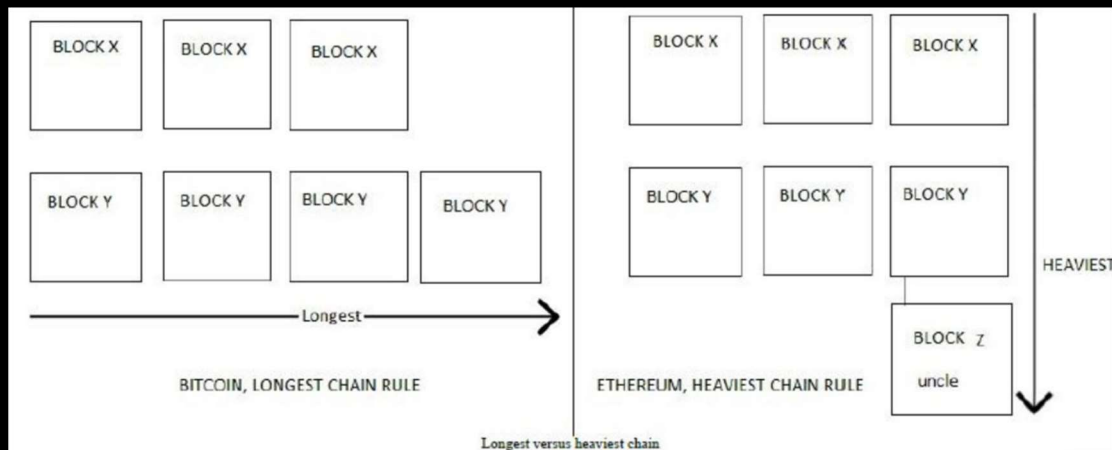 BLOCK X BLOCK X BLOCK X
BLOCK Y BLOCK Y BLOCK Y BLOCK Y
Longest
BITCOIN, LONGEST CHAIN RULE
BLOCK X BLOCK X BLOCK X
BLOCK Y BLOCK Y BLOCK Y
HEAVIEST
BLOCK Z
uncle
ETHEREUM, HEAVIEST CHAIN RULE
Longest versus heaviest chain